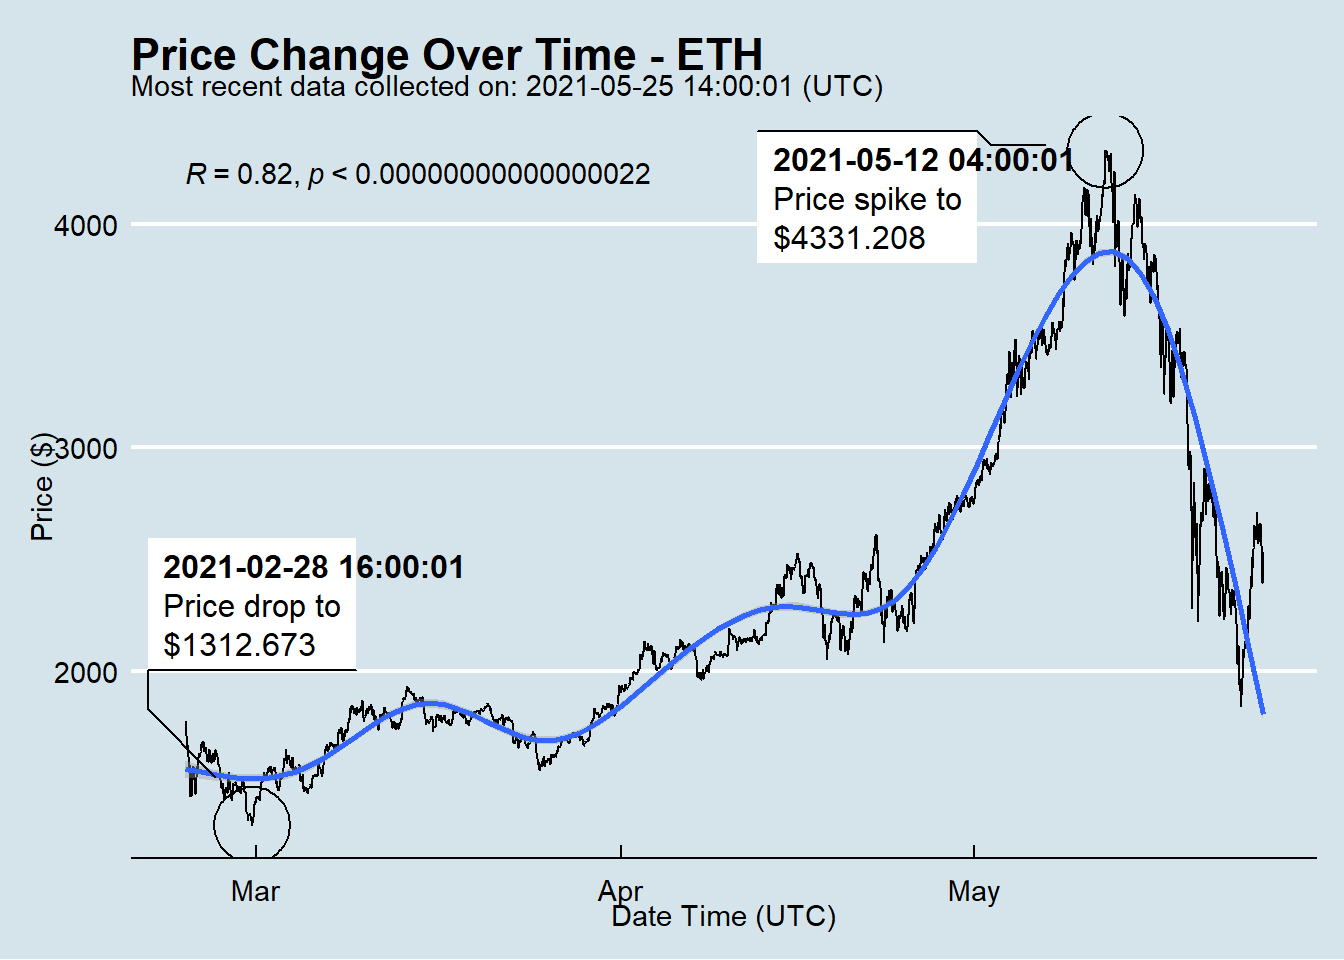 Price Change Over Time - ETH
Most recent data collected on: 2021-05-25 14:00:01 (UTC)
R = 0.82, p < 0.00000000000000022
2021-05-12 04:00:01
Price spike to
$4331.208
4000
3000
2000
Price ($)
2021-02-28 16:00:01
Price drop to
$1312.673
Mar
Apr
May
Date Time (UTC)